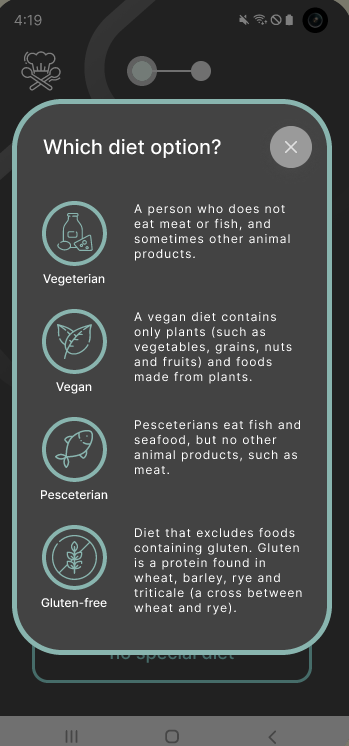 4:19
Which diet option?
A person who does not
eat meat or fish, and
sometimes other animal
products.
Vegeterian
A vegan diet contains
only plants (such as
vegetables, grains, nuts
and fruits) and foods
made from plants.
Vegan
Pesceterians eat fish and
seafood, but no other
animal products, such as
meat.
Pesceterian
Diet that excludes foods
containing gluten. Gluten
is a protein found in
wheat, barley, rye and
triticale (a cross between
wheat and rye).
Gluten-free
no special diet